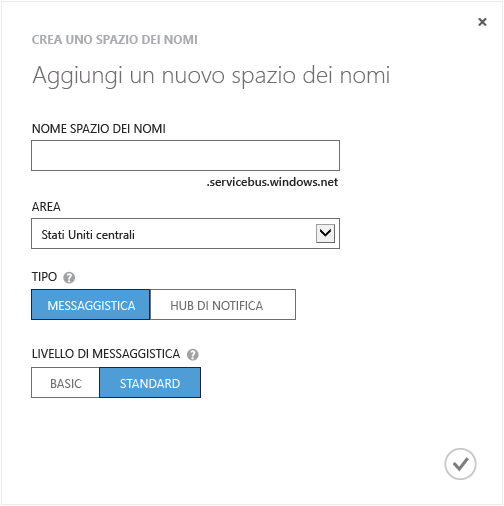 CREA UNO SPAZIO DEI NOMI
Aggiungi un nuovo spazio dei nomi
NOME SPAZIO DEI NOMI
.servicebus.windows.net
AREA
Stati Uniti centrali
TIPO ?
MESSAGGISTICA HUB DI NOTIFICA
LIVELLO DI MESSAGGISTICA ?
BASIC STANDARD